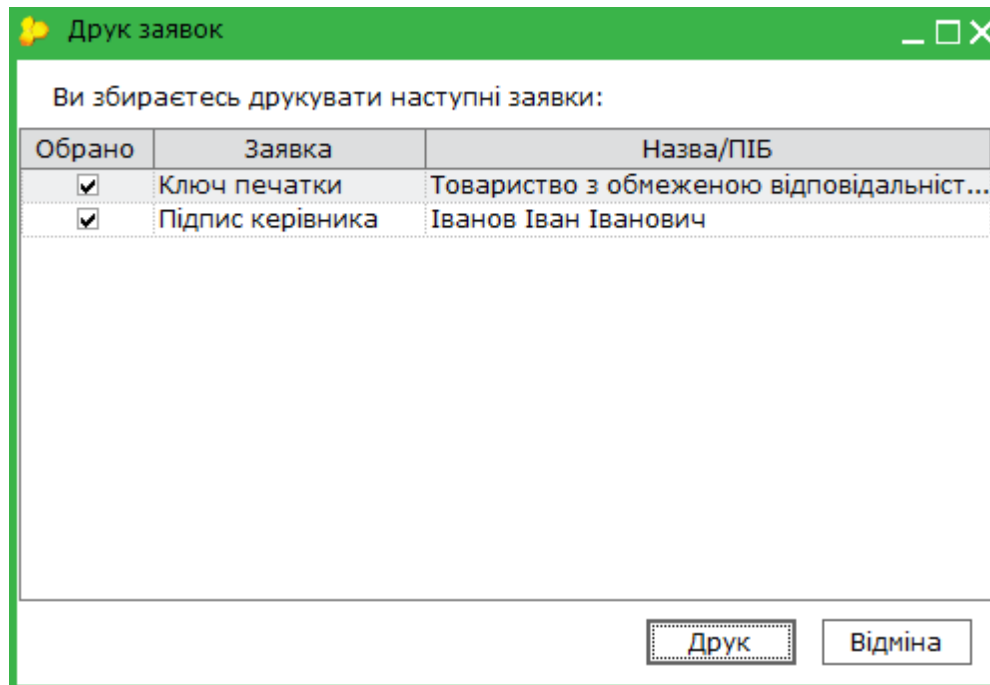 Друк заявок
Ви збираєтесь друкувати наступні заявки:
Обрано Заявка Назва/ПІБ
Ключ печатки Товариство з обмеженою відповідальніст...
Підпис керівника Іванов Іван Іванович
Друк Відміна